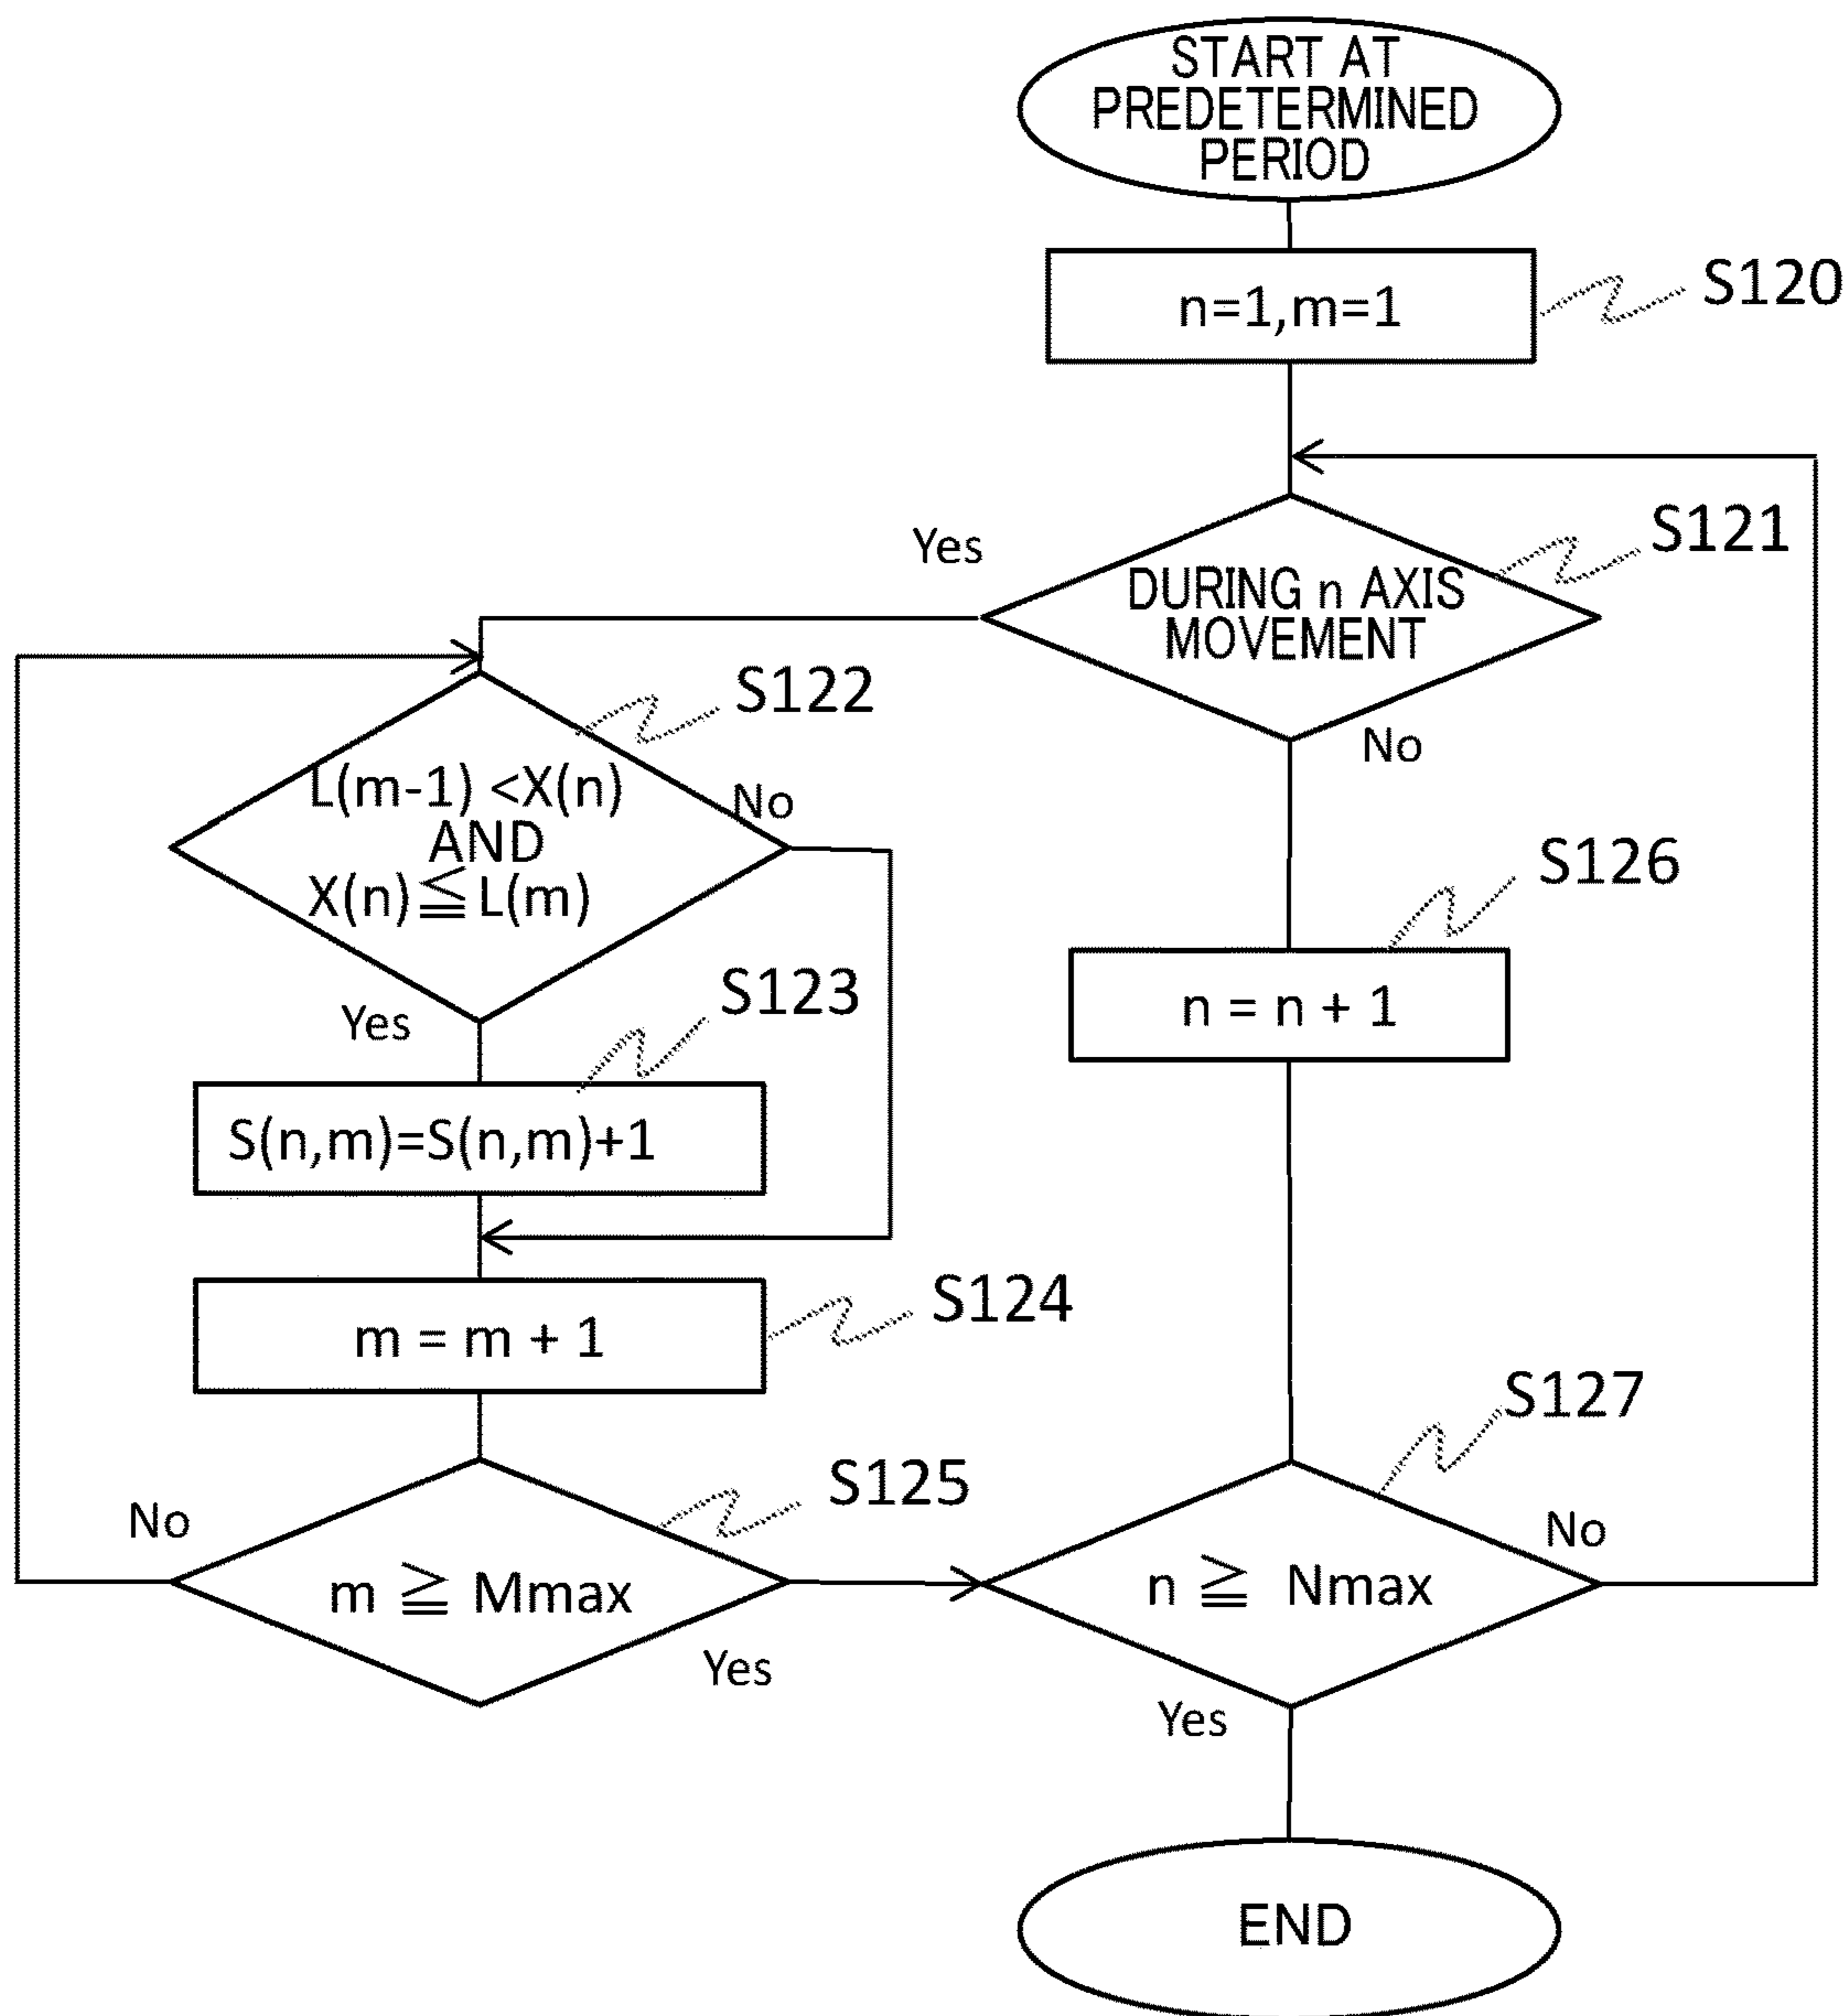 START AT
PREDETERMINED
PERIOD
n=1,m=1
S120
S121
Yes
DURING n AXIS
MOVEMENT
No
S122
L(m-1) <X(n)
AND
X(n)≦L(m)
No
Yes
S126
n = n + 1
S123
S(n,m)=S(n,m)+1
S124
m = m + 1
S125
No
m ≧ Mmax
Yes
S127
n ≧ Nmax
No
Yes
END